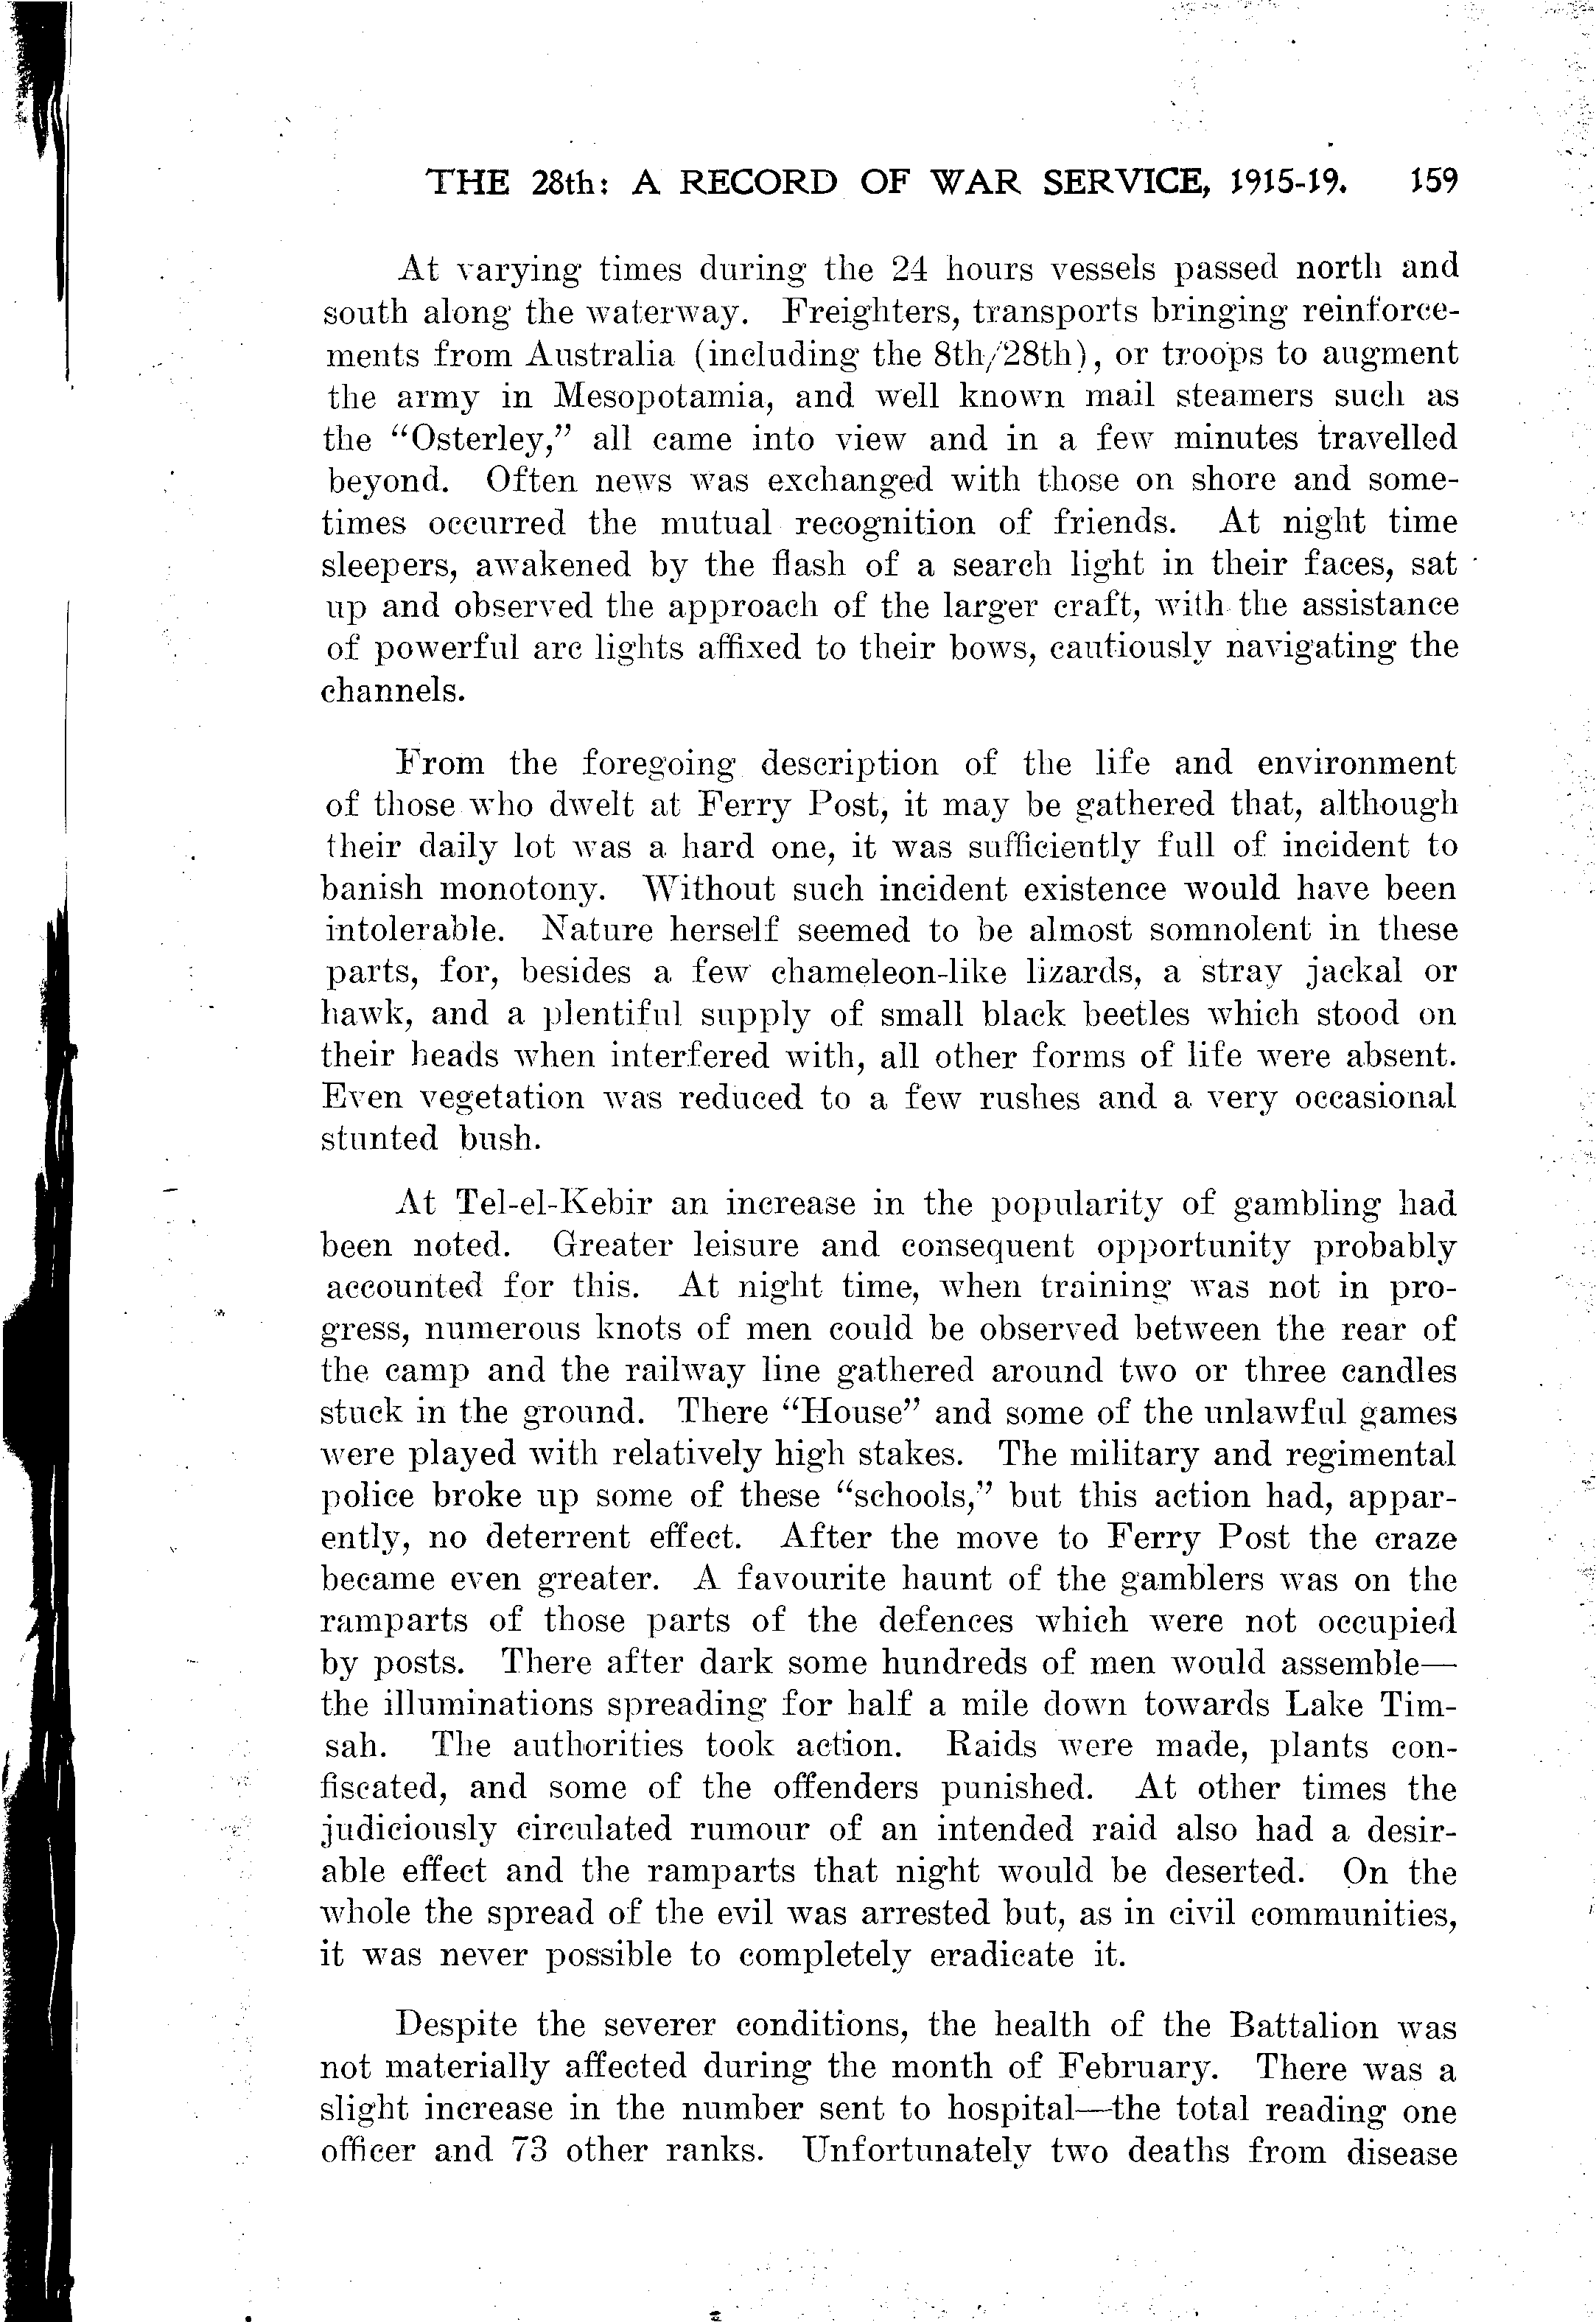 THE 28th: A RECORD OF WAR SERVICE, 1915-19. 159
At varying times during the 24 hours vessels passed north and
south along the waterway. Freighters, transports bringing reinforce-
ments from Australia (including the 8th/28th), or troops to augment
the army in Mesopotamia, and well known mail steamers such as
the “Osterley,” all came into view and in a few minutes travelled
beyond. Often news was exchanged with those on shore and some-
times occurred the mutual recognition of friends. At night time
sleepers, awakened by the flash of a search light in their faces, sat
up and observed the approach of the larger craft, with the assistance
of powerful arc lights affixed to their bows, cautiously navigating the
channels.
From the foregoing description of the life and environment
of those who dwelt at Ferry Post, it may be gathered that, although
their daily lot was a hard one, it was sufficiently full of incident to
banish monotony. Without such incident existence would have been
intolerable. Nature herself seemed to be almost somnolent in these
parts, for, besides a few chameleon-like lizards, a stray jackal or
hawk, and a plentiful supply of small black beetles which stood on
their heads when interfered with, all other forms of life were absent.
Even vegetation was reduced to a few rushes and a very occasional
stunted bush.
At Tel-el-Kebir an increase in the popularity of gambling had
been noted. Greater leisure and consequent opportunity probably
accounted for this. At night time, when training was not in pro-
gress, numerous knots of men could be observed between the rear of
the camp and the railway line gathered around two or three candles
stuck in the ground. There “House” and some of the unlawful games
were played with relatively high stakes. The military and regimental
police broke up some of these “schools,” but this action had, appar-
ently, no deterrent effect. After the move to Ferry Post the craze
became even greater. A favourite haunt of the gamblers was on the
ramparts of those parts of the defences which were not occupied
by posts. There after dark some hundreds of men would assemble—
the illuminations spreading for half a mile down towards Lake Tim-
sah. The authorities took action. Raids were made, plants con-
fiscated, and some of the offenders punished. At other times the
judiciously circulated rumour of an intended raid also had a desir-
able effect and the ramparts that night would be deserted. On the
whole the spread of the evil was arrested but, as in civil communities,
it was never possible to completely eradicate it.
Despite the severer conditions, the health of the Battalion was
not materially affected during the month of February. There was a
slight increase in the number sent to hospital—the total reading one
officer and 73 other ranks. Unfortunately two deaths from disease